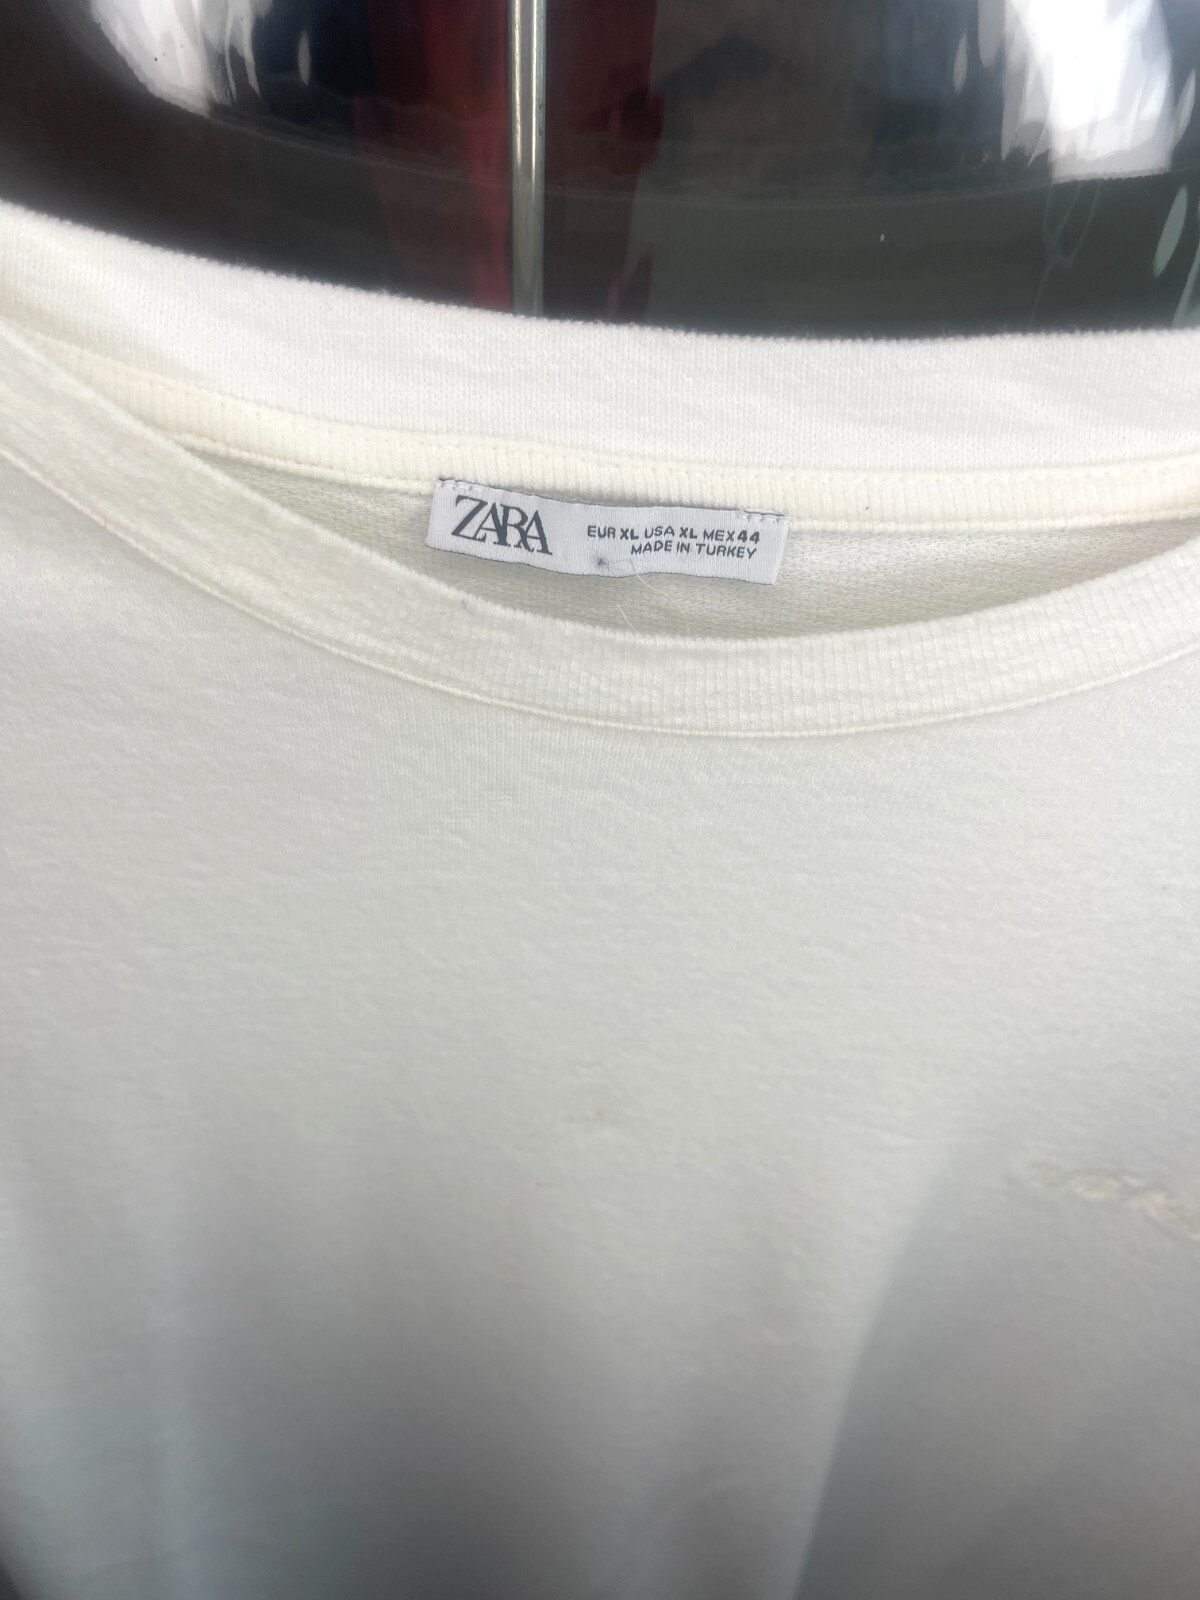 ZARA
EUR XL USA XL MEX 44
MADE IN TURKEY